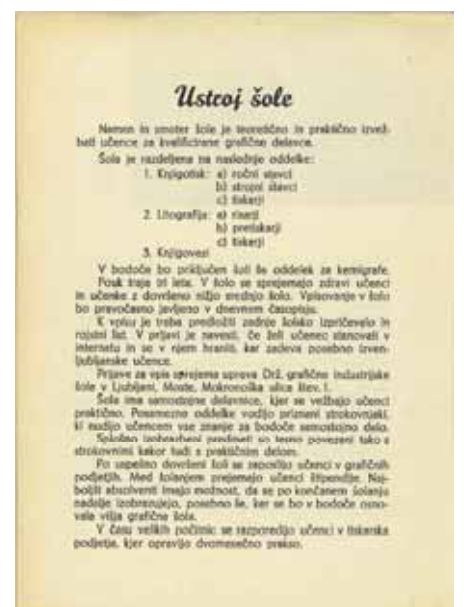 Ustroj šole
Namen in smoter šole je teoretično in praktično izvež-
bati učence za kvalificirane grafične delavce.
Šola je razdeljena na naslednje oddelke:
1. Knjigotisk: a) ročni stavci
b) strojni stavci
c) tiskarji
2. Litografija: a) risarji
b) pretiskarji
c) tiskarji
3. Knjigovezi
V bodoče bo priključen šoli še oddelek za kemigrafe.
Pouk traja tri leta. V šolo se sprejemajo zdravi učenci
in učenke z dovršeno nižjo srednjo šolo. Vpisovanje v šolo
bo pravočasno javljeno v dnevnem časopisju.
K vpisu je treba predložiti zadnje šolsko izpričevalo in
rojstni list. V prijavi je navesti, če želi učenec stanovati v
internatu in se v njem hraniti, kar zadeva posebno izven-
ljubljanske učence.
Prijave za vpis sprejema uprava Drž. grafične industrijske
šole v Ljubljani, Moste, Mokronoška ulica štev. 1.
Šola ima samostojne delavnice, kjer se vežbajo učenci
praktično. Posamezne oddelke vodijo priznani strokovnjaki,
ki nudijo učencem vse znanje za bodoče samostojno delo.
Splošno izobrazbeni predmeti so tesno povezani tako s
strokovnimi kakor tudi s praktičnim delom.
Po uspešno dovršeni šoli se zaposlijo učenci v grafičnih
podjetjih. Med šolanjem prejemajo učenci štipendije. Naj-
boljši absolventi imajo možnost, da se po končanem šolanju
nadalje izobrazujejo, posebno še, ker se bo v bodoče osno-
vala višja grafična šola.
V času velikih počitnic se razporedijo učenci v tiskarska
podjetja, kjer opravijo dvomesečno prakso.